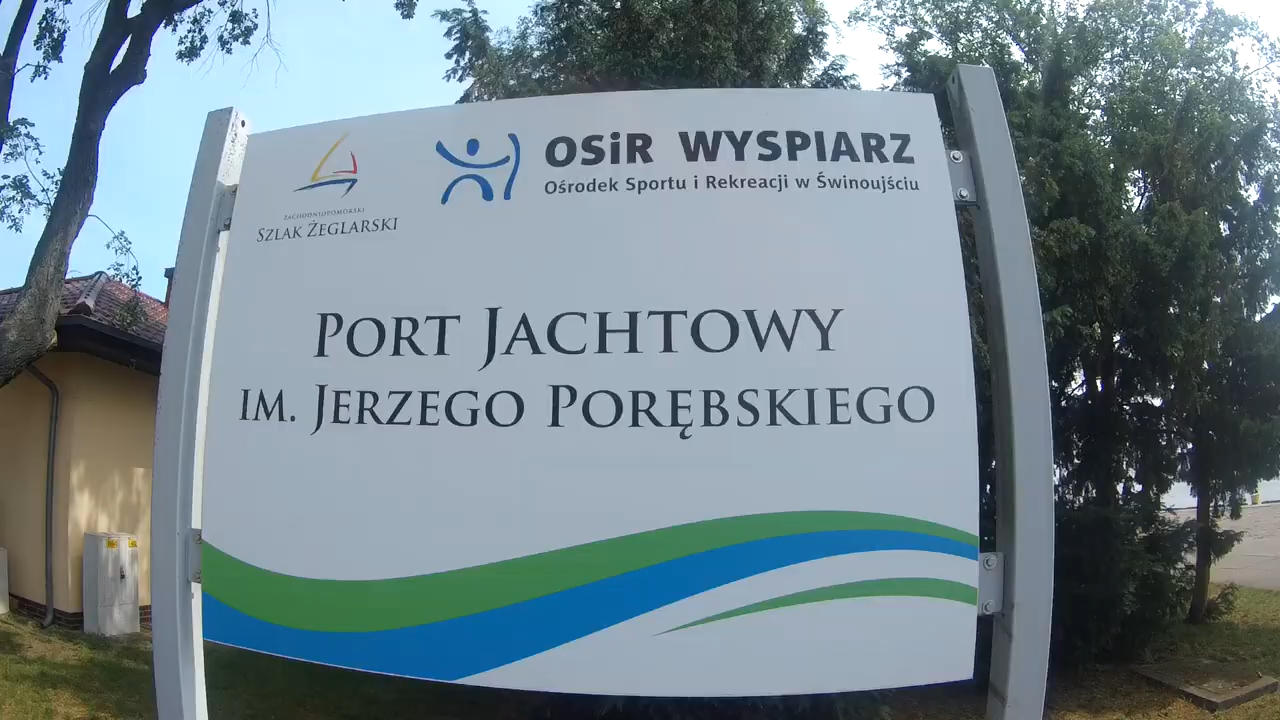 ZACHODNIOPOMORSKI
SZLAK ŻEGLARSKI
OSiR WYSPIARZ
Ośrodek Sportu i Rekreacji w Świnoujściu
PORT JACHTOWY
IM. JERZEGO PORĘBSKIEGO